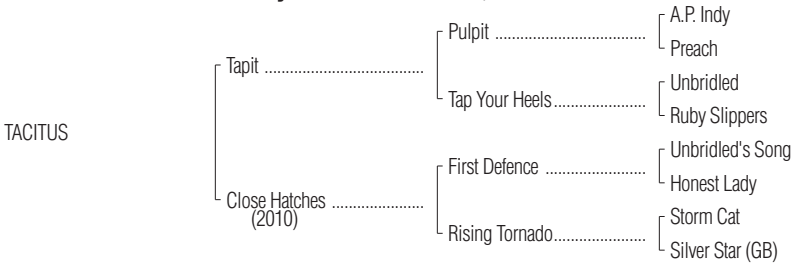 A.P. Indy
Pulpit
Preach
Tapit
Unbridled
Tap Your Heels
Ruby Slippers
TACITUS
Unbridled's Song
First Defence
Honest Lady
Close Hatches
(2010)
Storm Cat
Rising Tornado
Silver Star (GB)